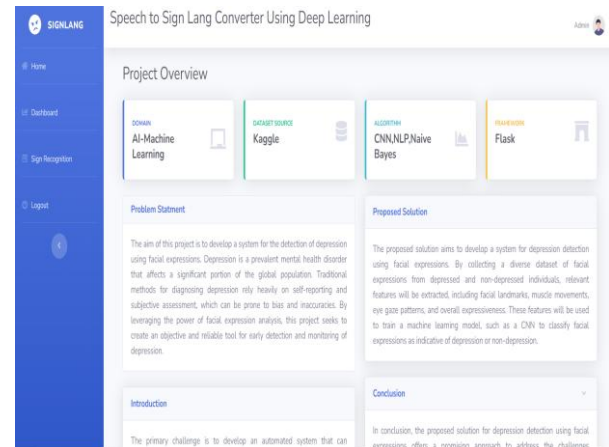 SIGNLANG
Home
Dashboard
Sign Recognition
Logout
Speech to Sign Lang Converter Using Deep Learning
Admin
Project Overview
DOMAIN
AI-Machine
Learning
DATASET SOURCE
Kaggle
ALGORITHM
CNN,NLP,Naive
Bayes
FRAMEWORK
Flask
Problem Statment
The aim of this project is to develop a system for the detection of depression
using facial expressions. Depression is a prevalent mental health disorder
that affects a significant portion of the global population. Traditional
methods for diagnosing depression rely heavily on self-reporting and
subjective assessment, which can be prone to bias and inaccuracies. By
leveraging the power of facial expression analysis, this project seeks to
create an objective and reliable tool for early detection and monitoring of
depression.
Proposed Solution
The proposed solution aims to develop a system for depression detection
using facial expressions. By collecting a diverse dataset of facial
expressions from depressed and non-depressed individuals, relevant
features will be extracted, including facial landmarks, muscle movements,
eye gaze patterns, and overall expressiveness. These features will be used
to train a machine learning model, such as a CNN to classify facial
expressions as indicative of depression or non-depression.
Introduction
The primary challenge is to develop an automated system that can
Conclusion
In conclusion, the proposed solution for depression detection using facial
expressions offers a promising approach to address the challenges